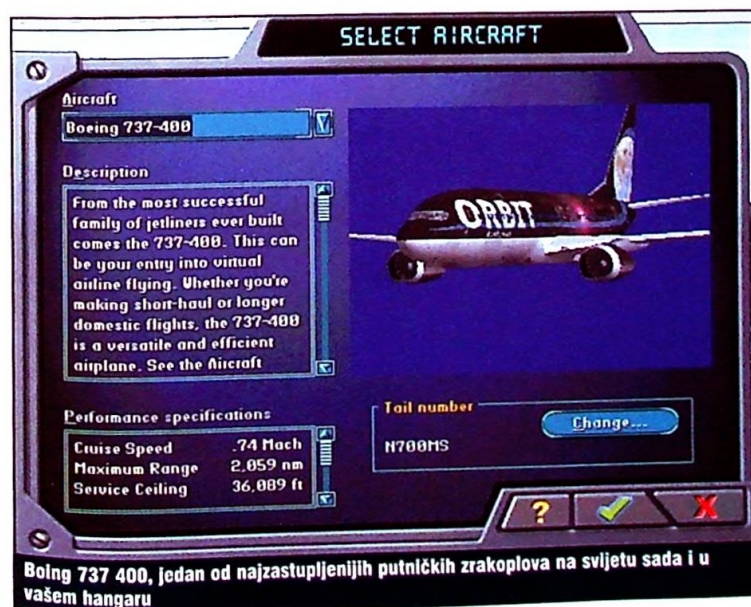 SELECT AIRCRAFT
Aircraft
Boeing 737-400
Description
From the most successful
family of jetliners ever built
comes the 737-400. This can
be your entry into virtual
airline flying. Whether you're
making short-haul or longer
domestic flights, the 737-400
is a versatile and efficient
airplane. See the Aircraft
ORBIT
Performance specifications
Cruise Speed .74 Mach
Maximum Range 2,059 nm
Service Ceiling 36,089 ft
Tail number
N700MS
Change...
?
Boing 737 400, jedan od najzastupljenijih putničkih zrakoplova na svijetu sada i u
vašem hangaru